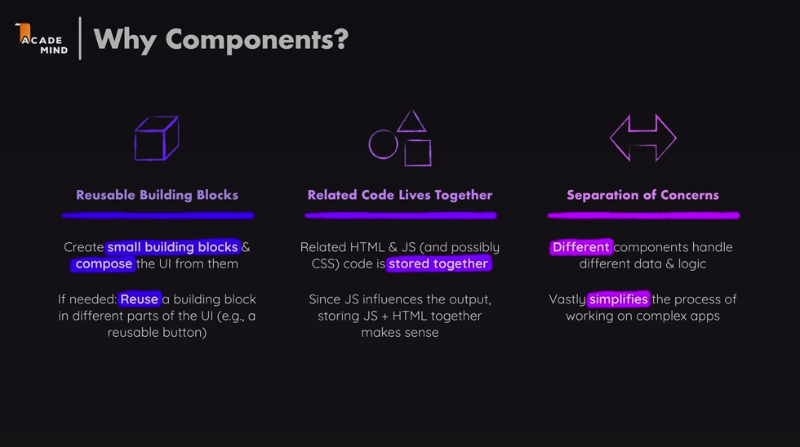 ACADE
MIND
Why Components?
Reusable Building Blocks
Create small building blocks &
compose the UI from them
If needed: Reuse a building block
in different parts of the UI (e.g., a
reusable button)
Related Code Lives Together
Related HTML & JS (and possibly
CSS) code is stored together
Since JS influences the output,
storing JS + HTML together
makes sense
Separation of Concerns
Different components handle
different data & logic
Vastly simplifies the process of
working on complex apps